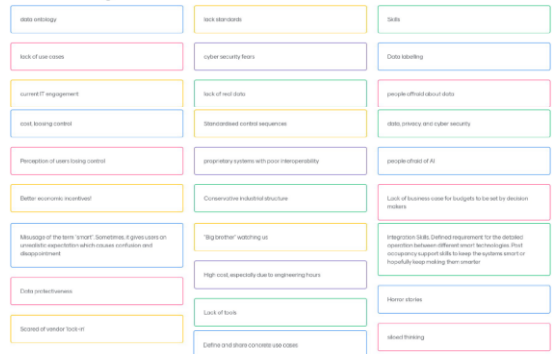 data ontology
lack of use cases
current IT engagement
cost, loosing control
Perception of users losing control
Better economic incentives!
Misusage of the term 'smart'. Sometimes, it gives users an
unrealistic expectation which causes confusion and
disappointment
Data protectiveness
Scared of vendor 'lock-in'
lack standards
cyber security fears
lack of real data
Standardised control sequences
proprietary systems with poor interoperability
Conservative industrial structure
"Big brother" watching us
High cost, especially due to engineering hours
Lack of tools
Define and share concrete use cases
Skills
Data labelling
people affraid about data
data, privacy and cyber security
people afraid of AI
Lack of business case for budgets to be set by decision
makers
Integration Skills, Defined requirement for the detailed
operation between different smart technologies. Post
occupancy support skills to keep the systems smart or
hopefully keep making them smarter
Horror stories
siloed thinking